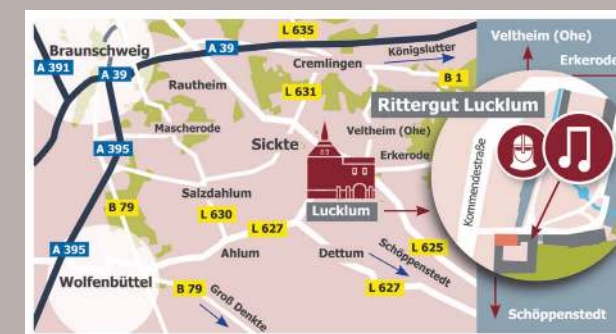 L 635
Braunschweig
A 39
Königslutter
Veltheim (Ohe)
A 391
A 39
Cremlingen
B 1
Erkerode
Rautheim
L 631
Rittergut Lucklum
Mascherode
Sickte
Veltheim (Ohe)
A 395
Erkerode
Kommendestraße
Salzdahlum
B 79
L 630
Lucklum
L 627
A 395
Ahlum
Dettum
Schöppenstedt
L 625
Wolfenbüttel
B 79
Groß Denkte
L 627
Schöppenstedt